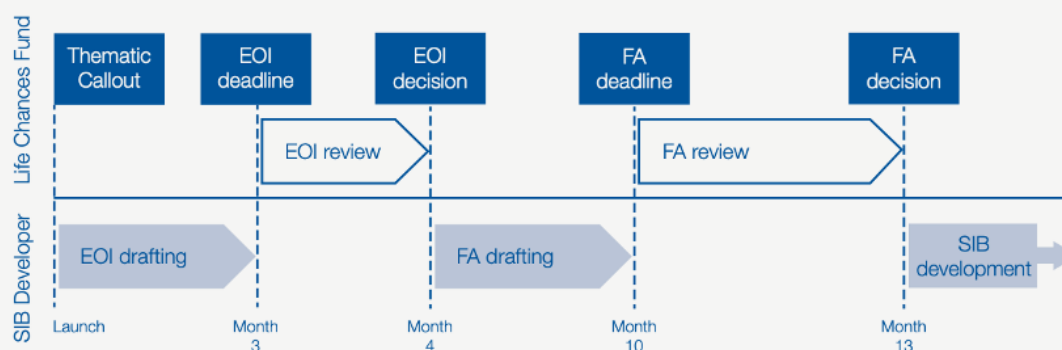 Life Chances Fund
Thematic
Callout
EOI
deadline
EOI
decision
FA
deadline
FA
decision
EOI review
FA review
SIB Developer
EOI drafting
FA drafting
SIB
development
Launch
Month
3
Month
4
Month
10
Month
13